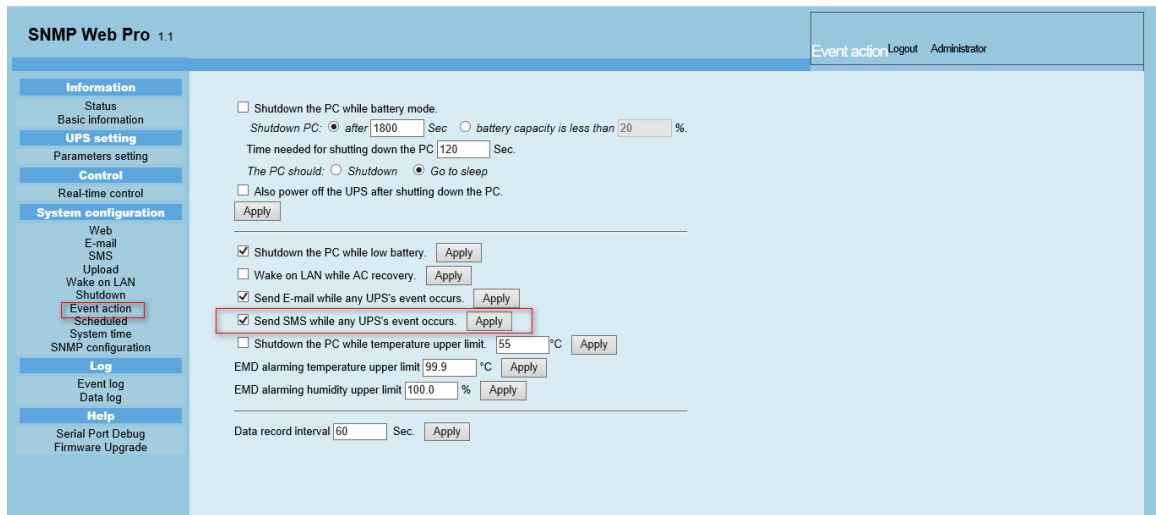 SNMP Web Pro 1.1
Event action Logout Administrator
Information
Status
Basic information
UPS setting
Parameters setting
Control
Real-time control
System configuration
Web
E-mail
SMS
Upload
Wake on LAN
Shutdown
Event action
Scheduled
System time
SNMP configuration
Log
Event log
Data log
Help
Serial Port Debug
Firmware Upgrade
Shutdown the PC while battery mode.
Shutdown PC: after 1800 Sec battery capacity is less than 20 %.
Time needed for shutting down the PC 120 Sec.
The PC should: Shutdown Go to sleep
Also power off the UPS after shutting down the PC.
Apply
Shutdown the PC while low battery. Apply
Wake on LAN while AC recovery. Apply
Send E-mail while any UPS's event occurs. Apply
Send SMS while any UPS's event occurs. Apply
Shutdown the PC while temperature upper limit. 55 °C Apply
EMD alarming temperature upper limit 99.9 °C Apply
EMD alarming humidity upper limit 100.0 % Apply
Data record interval 60 Sec. Apply